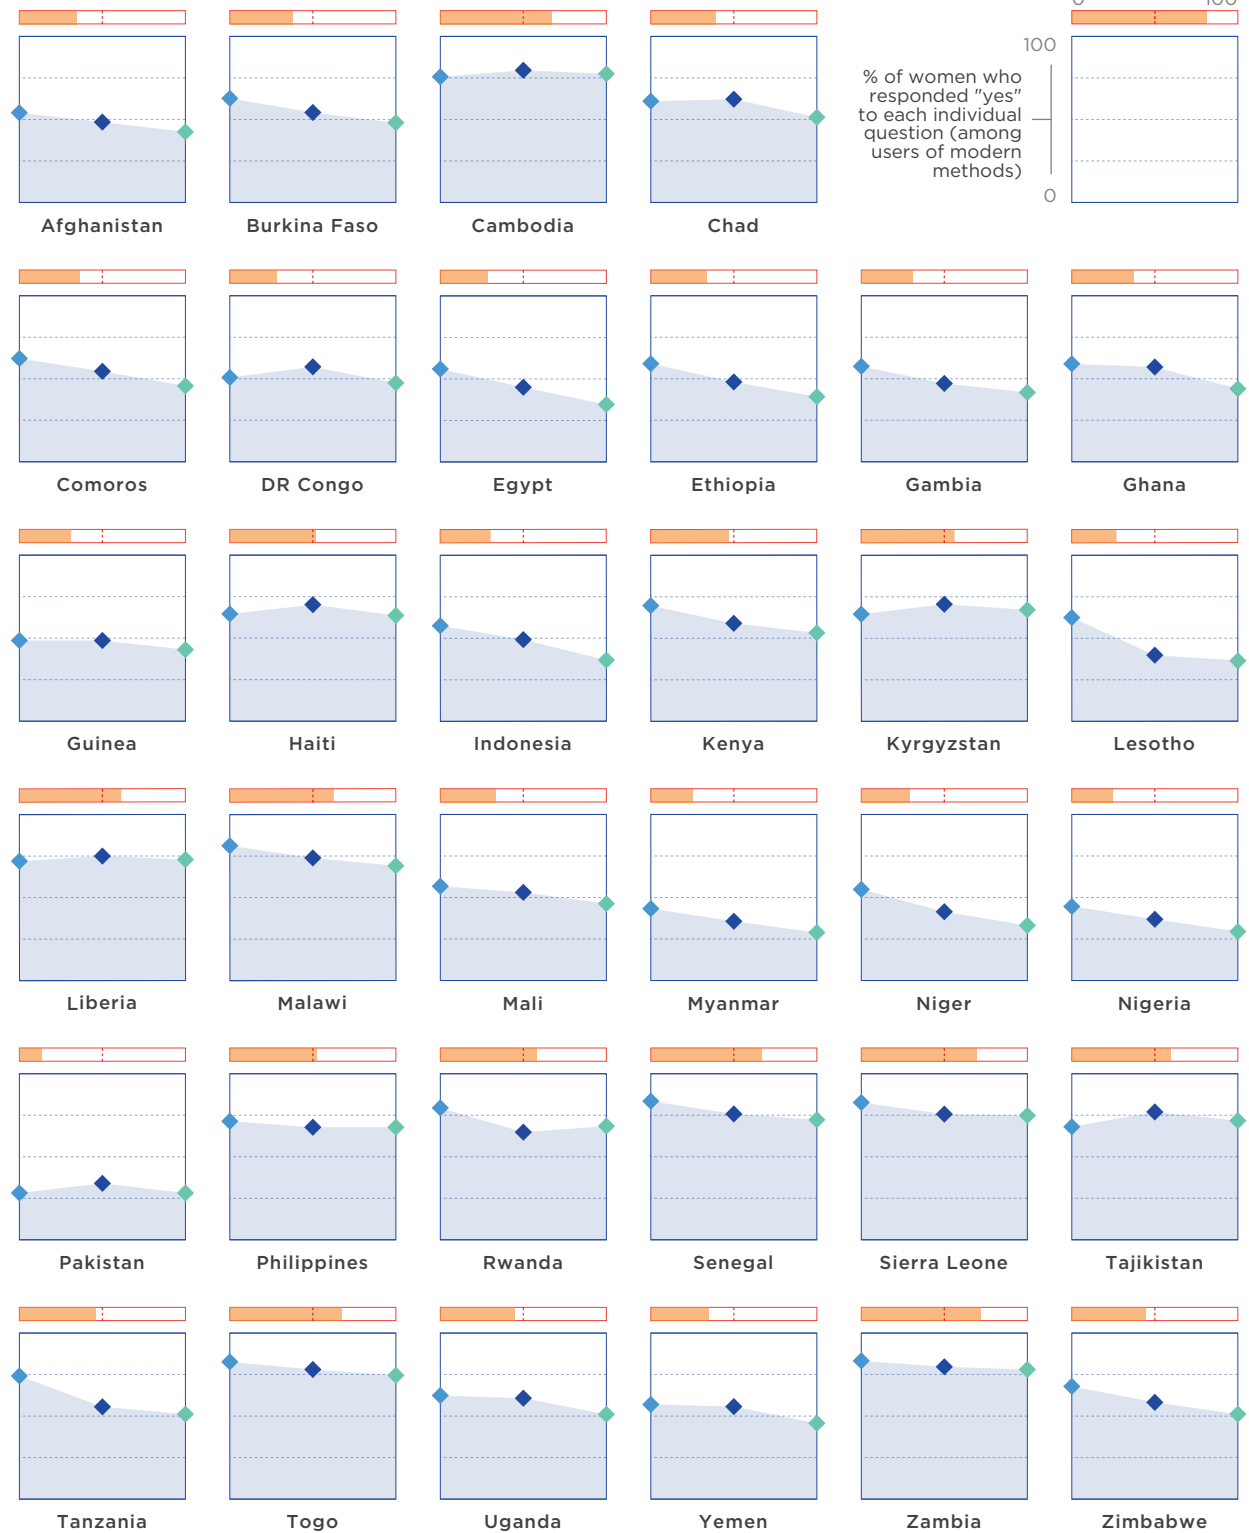 0 100
100
% of women who
responded "yes"
to each individual
question (among
users of modern
methods)
0
Afghanistan
Burkina Faso
Cambodia
Chad
Comoros
DR Congo
Egypt
Ethiopia
Gambia
Ghana
Guinea
Haiti
Indonesia
Kenya
Kyrgyzstan
Lesotho
Liberia
Malawi
Mali
Myanmar
Niger
Nigeria
Pakistan
Philippines
Rwanda
Senegal
Sierra Leone
Tajikistan
Tanzania
Togo
Uganda
Yemen
Zambia
Zimbabwe